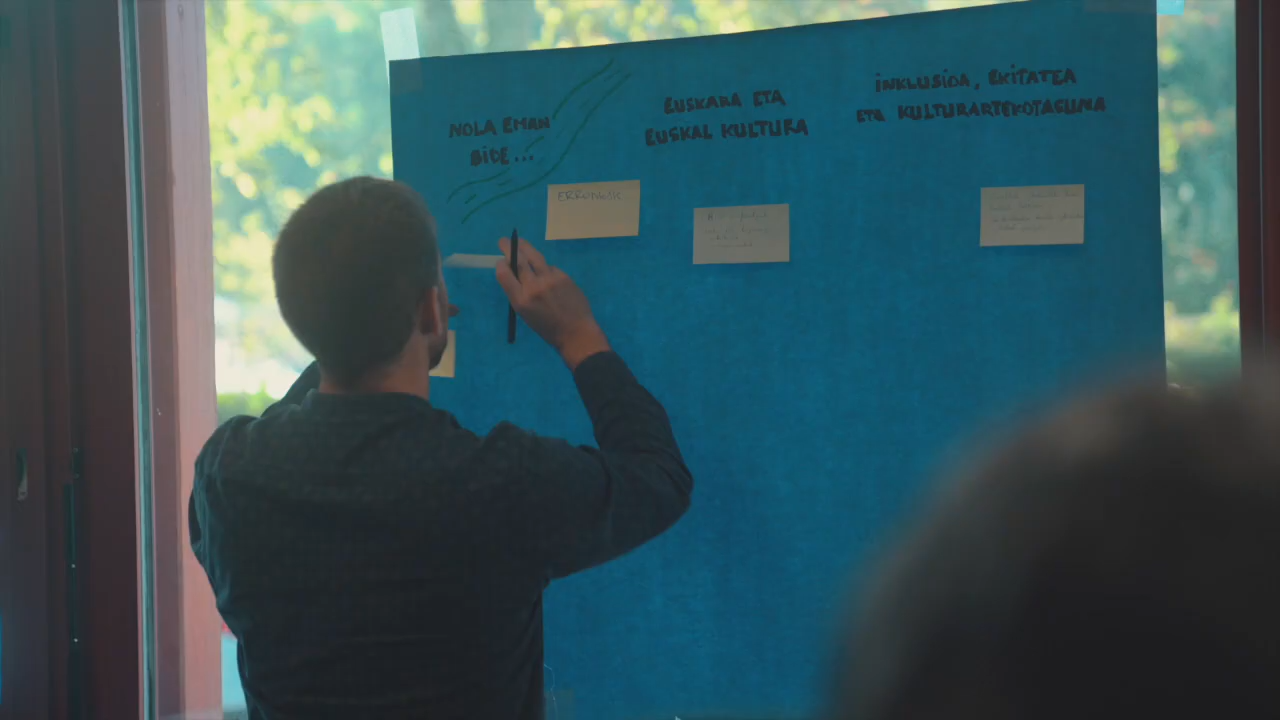 NOLA EMAN
BIDE...
EUSKARA ETA
EUSKAL KULTURA
INKLUSIOA, EKITATEA
ETA KULTURARTEKOTASUNA
ERRONKAK